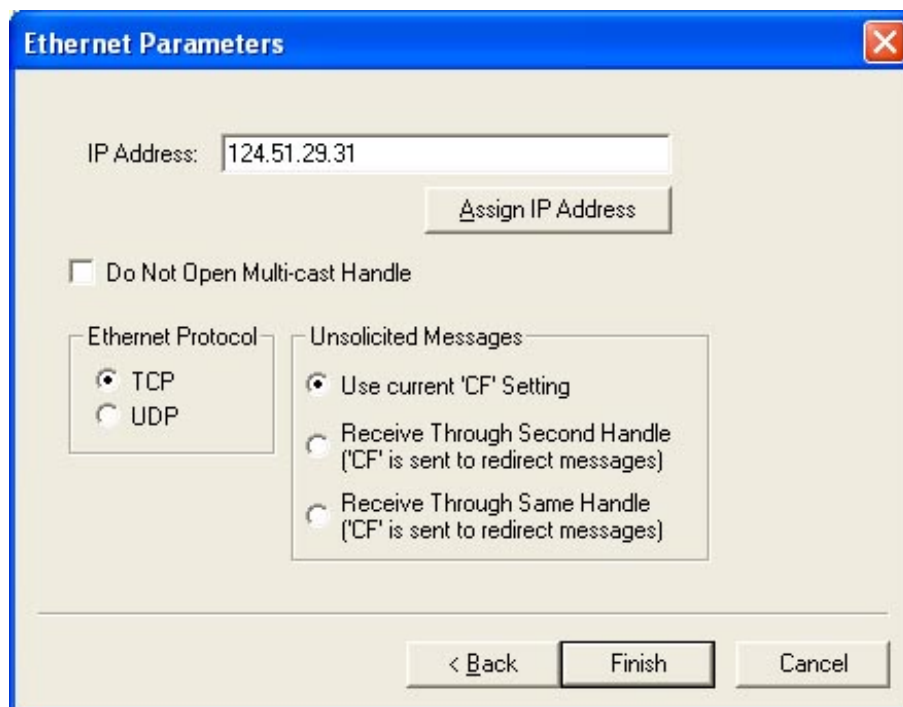 Ethernet Parameters
IP Address: 124.51.29.31
Assign IP Address
Do Not Open Multi-cast Handle
Ethernet Protocol
TCP
UDP
Unsolicited Messages
Use current 'CF' Setting
Receive Through Second Handle
('CF' is sent to redirect messages)
Receive Through Same Handle
('CF' is sent to redirect messages)
< Back
Finish
Cancel